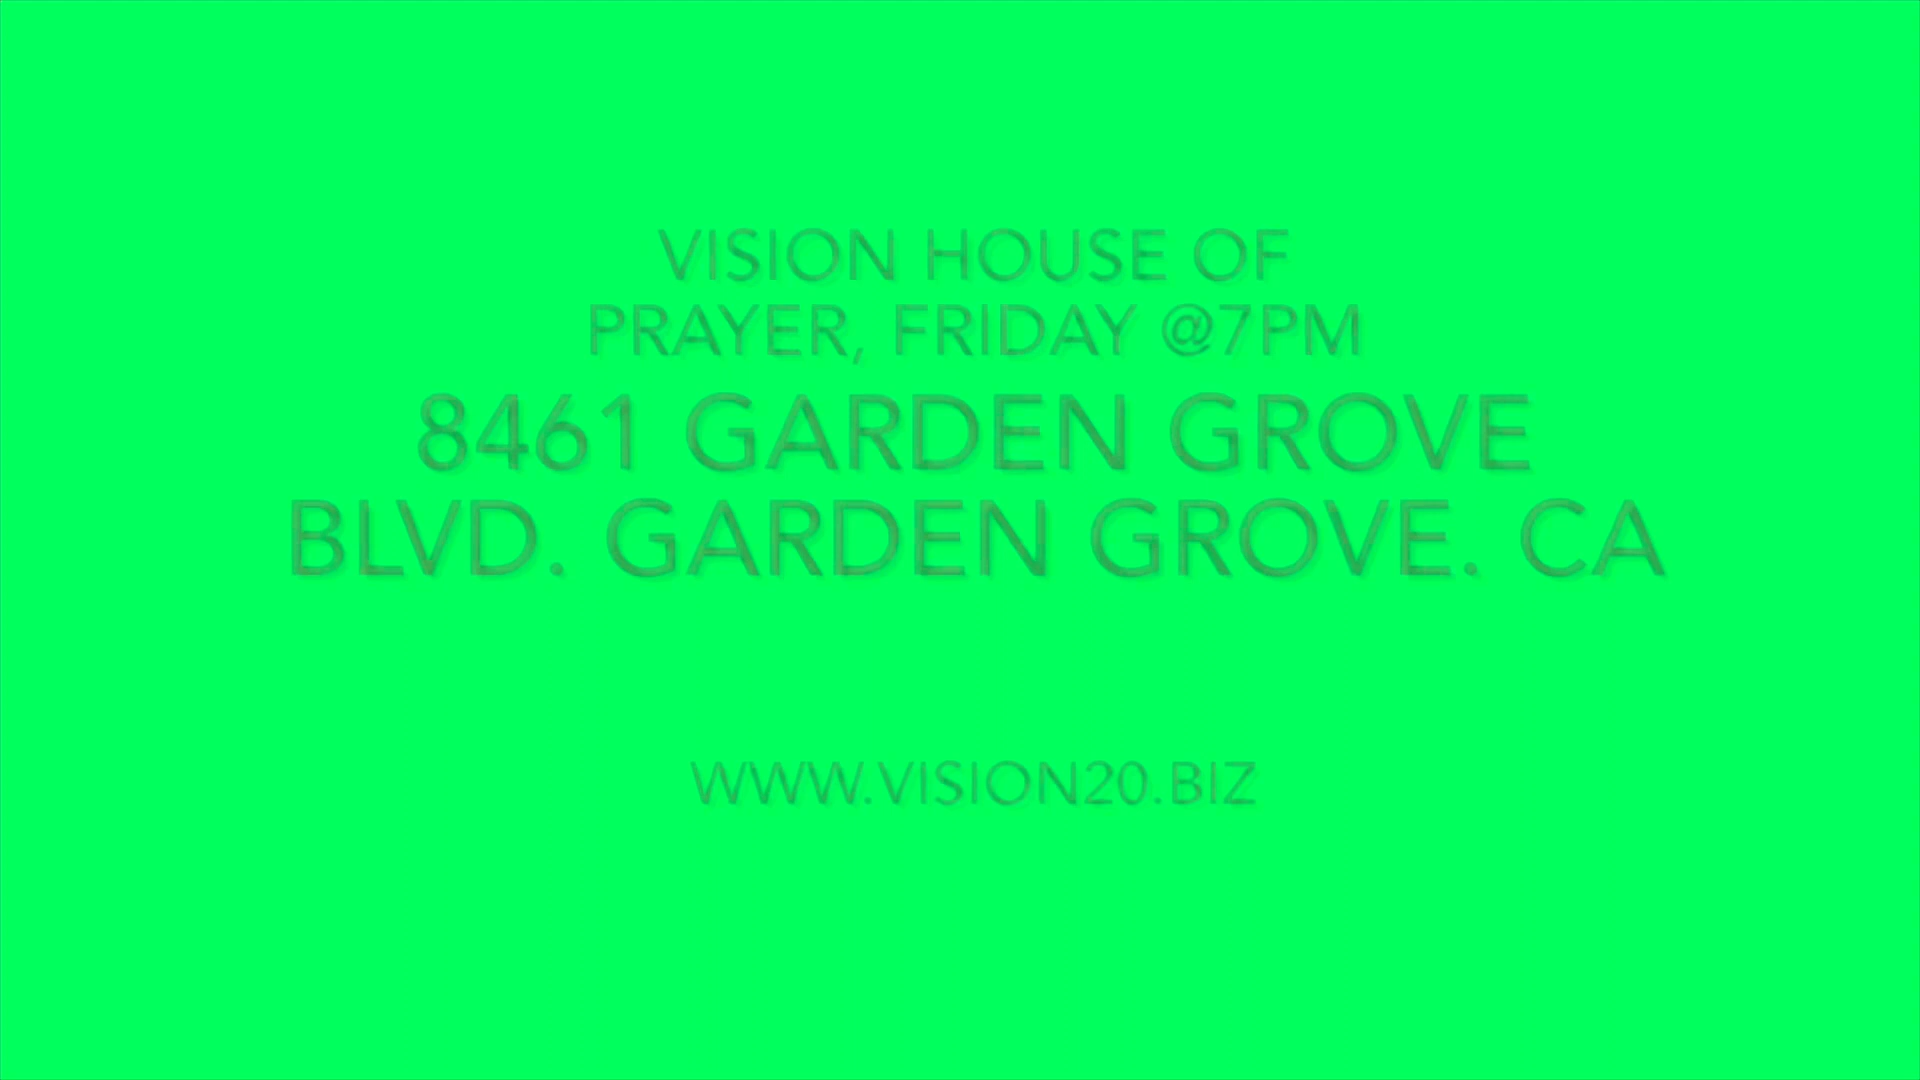 VISION HOUSE OF
PRAYER, FRIDAY @7PM
8461 GARDEN GROVE
BLVD. GARDEN GROVE. CA
WWW.VISION20.BIZ